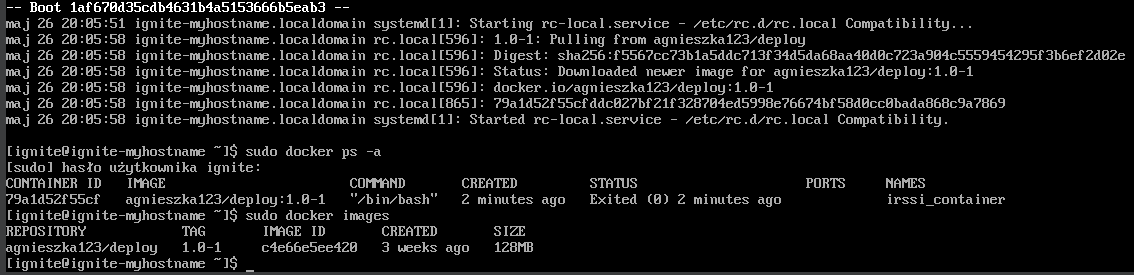 -- Boot 1af670d35cdb4631b4a5153666b5eab3 --
maj 26 20:05:51 ignite-myhostname.localdomain systemd[1]: Starting rc-local.service - /etc/rc.d/rc.local Compatibility...
maj 26 20:05:58 ignite-myhostname.localdomain rc.local[596]: 1.0-1: Pulling from agnieszka123/deploy
maj 26 20:05:58 ignite-myhostname.localdomain rc.local[596]: Digest: sha256:f5567cc73b1a5ddc713f34d5da68aa40d0c723a904c5559454295f3b6ef2d02e
maj 26 20:05:58 ignite-myhostname.localdomain rc.local[596]: Status: Downloaded newer image for agnieszka123/deploy:1.0-1
maj 26 20:05:58 ignite-myhostname.localdomain rc.local[596]: docker.io/agnieszka123/deploy:1.0-1
maj 26 20:05:58 ignite-myhostname.localdomain rc.local[865]: 79a1d52f55cfddc027bf21f328704ed5998e76674bf58d0cc0bada868c9a7869
maj 26 20:05:58 ignite-myhostname.localdomain systemd[1]: Started rc-local.service - /etc/rc.d/rc.local Compatibility.
[ignite@ignite-myhostname ~]$ sudo docker ps -a
[sudo] hasło użytkownika ignite:
CONTAINER ID IMAGE COMMAND CREATED STATUS PORTS NAMES
79a1d52f55cf agnieszka123/deploy:1.0-1 "/bin/bash" 2 minutes ago Exited (0) 2 minutes ago irssi_container
[ignite@ignite-myhostname ~]$ sudo docker images
REPOSITORY TAG IMAGE ID CREATED SIZE
agnieszka123/deploy 1.0-1 c4e66e5ee420 3 weeks ago 128MB
[ignite@ignite-myhostname ~]$ _